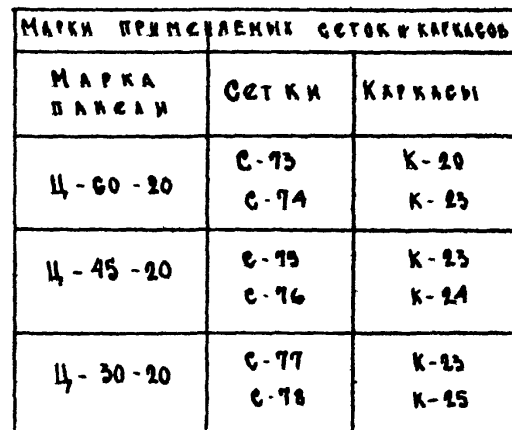 Марки применяемых сеток и каркасов
Марка панели Сетки Каркасы
Ц-60-20 С-73 К-20
С-74 К-23
Ц-45-20 С-75 К-23
С-76 К-24
Ц-30-20 С-77 К-23
С-78 К-25